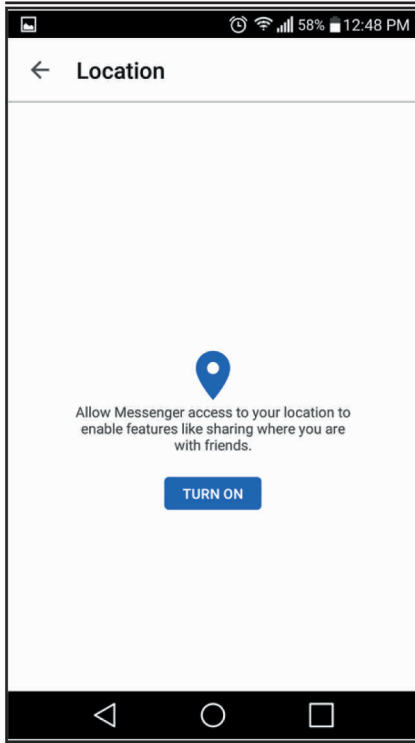 58% 12:48 PM
Location
Allow Messenger access to your location to
enable features like sharing where you are
with friends.
TURN ON